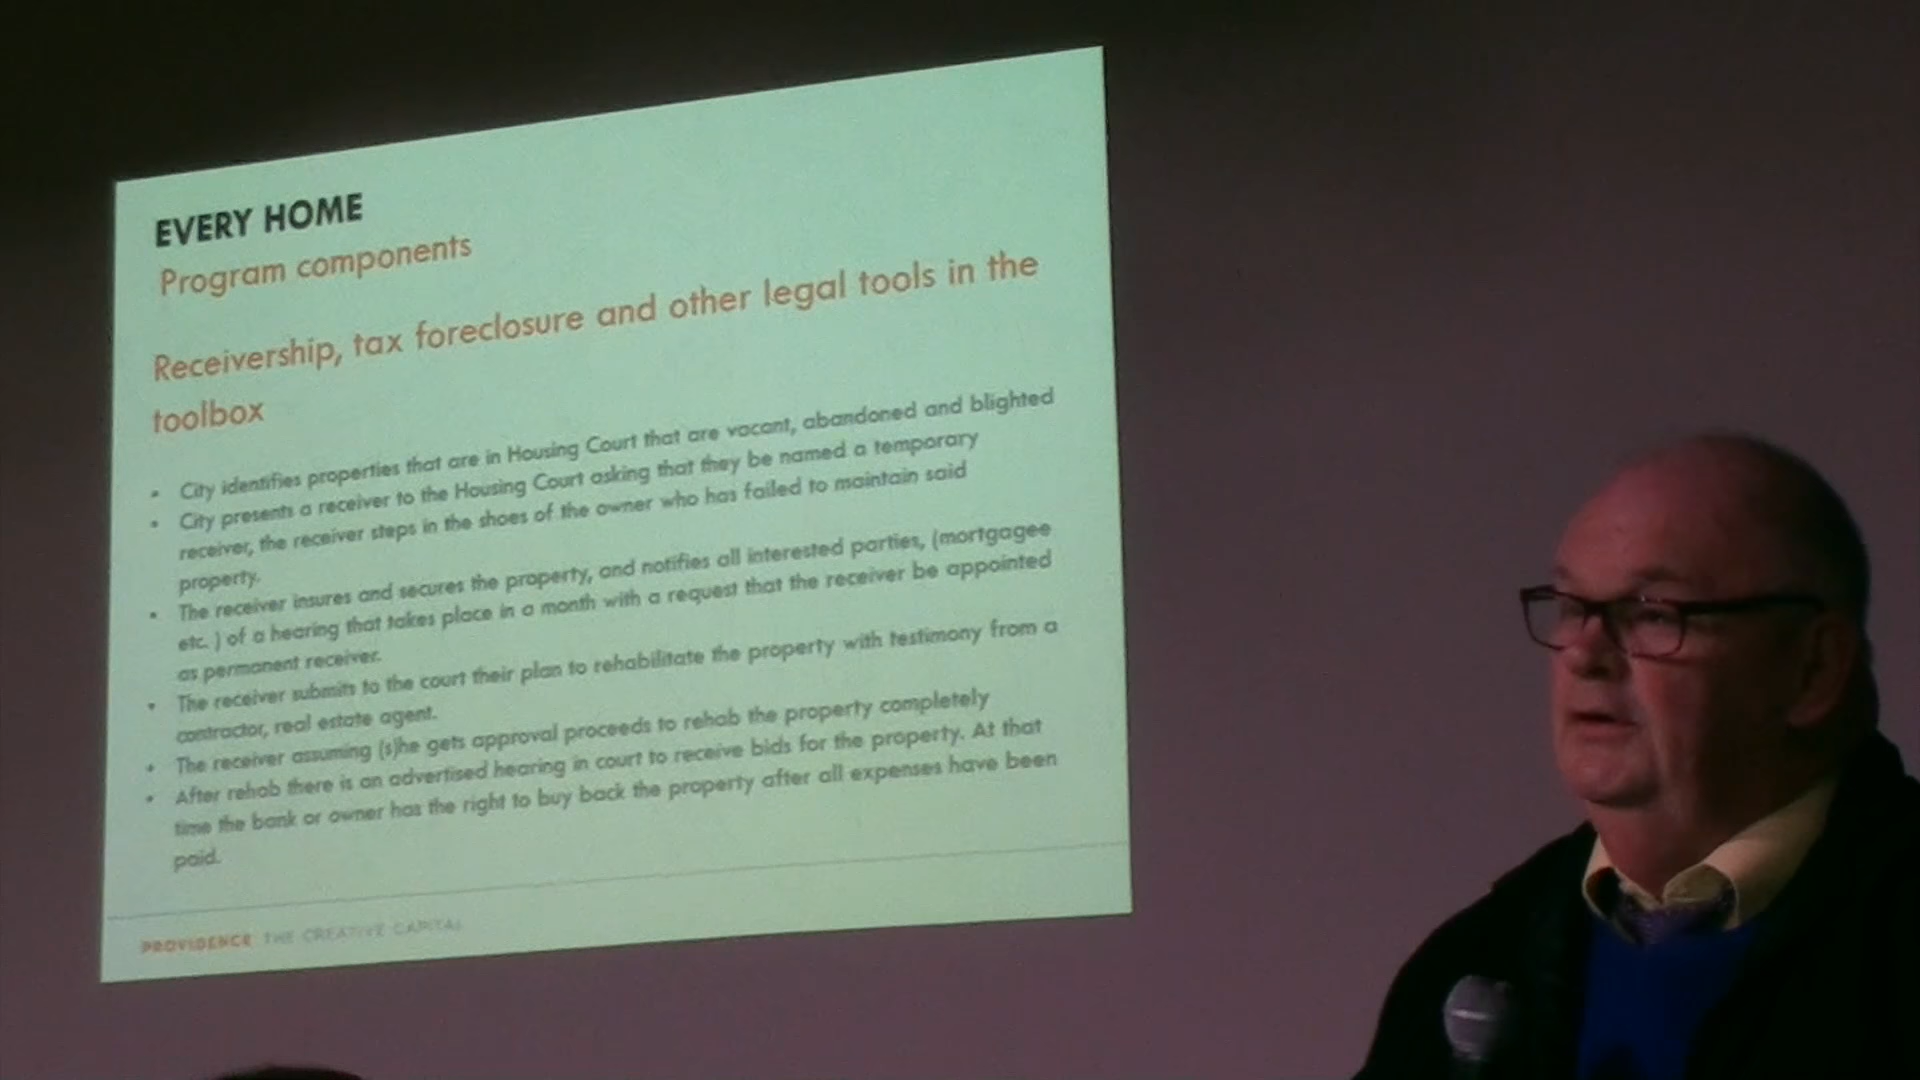 EVERY HOME
Program components
Receivership, tax foreclosure and other legal tools in the
toolbox
• City identifies properties that are in Housing Court that are vacant, abandoned and blighted
• City presents a receiver to the Housing Court asking that they be named a temporary
receiver, the receiver steps in the shoes of the owner who has failed to maintain said
property.
• The receiver insures and secures the property, and notifies all interested parties, (mortgagee
etc. ) of a hearing that takes place in a month with a request that the receiver be appointed
as permanent receiver.
• The receiver submits to the court their plan to rehabilitate the property with testimony from a
contractor, real estate agent.
• The receiver assuming (s)he gets approval proceeds to rehab the property completely
• After rehab there is an advertised hearing in court to receive bids for the property. At that
time the bank or owner has the right to buy back the property after all expenses have been
paid.
PROVIDENCE THE CREATIVE CAPITAL